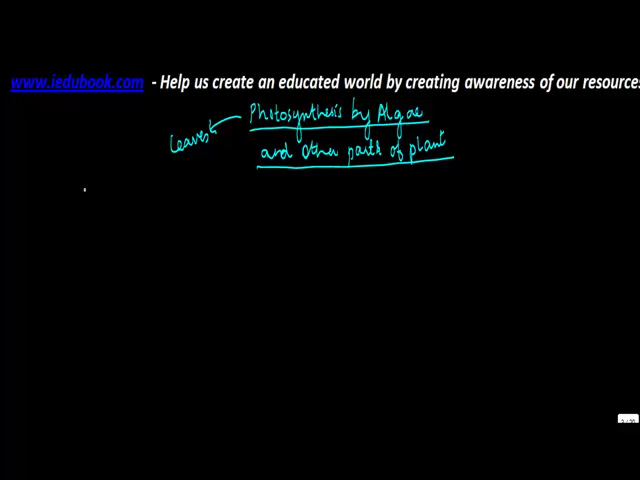 www.iedubook.com - Help us create an educated world by creating awareness of our resources
Photosynthesis by Algae
leaves
and other parts of plant